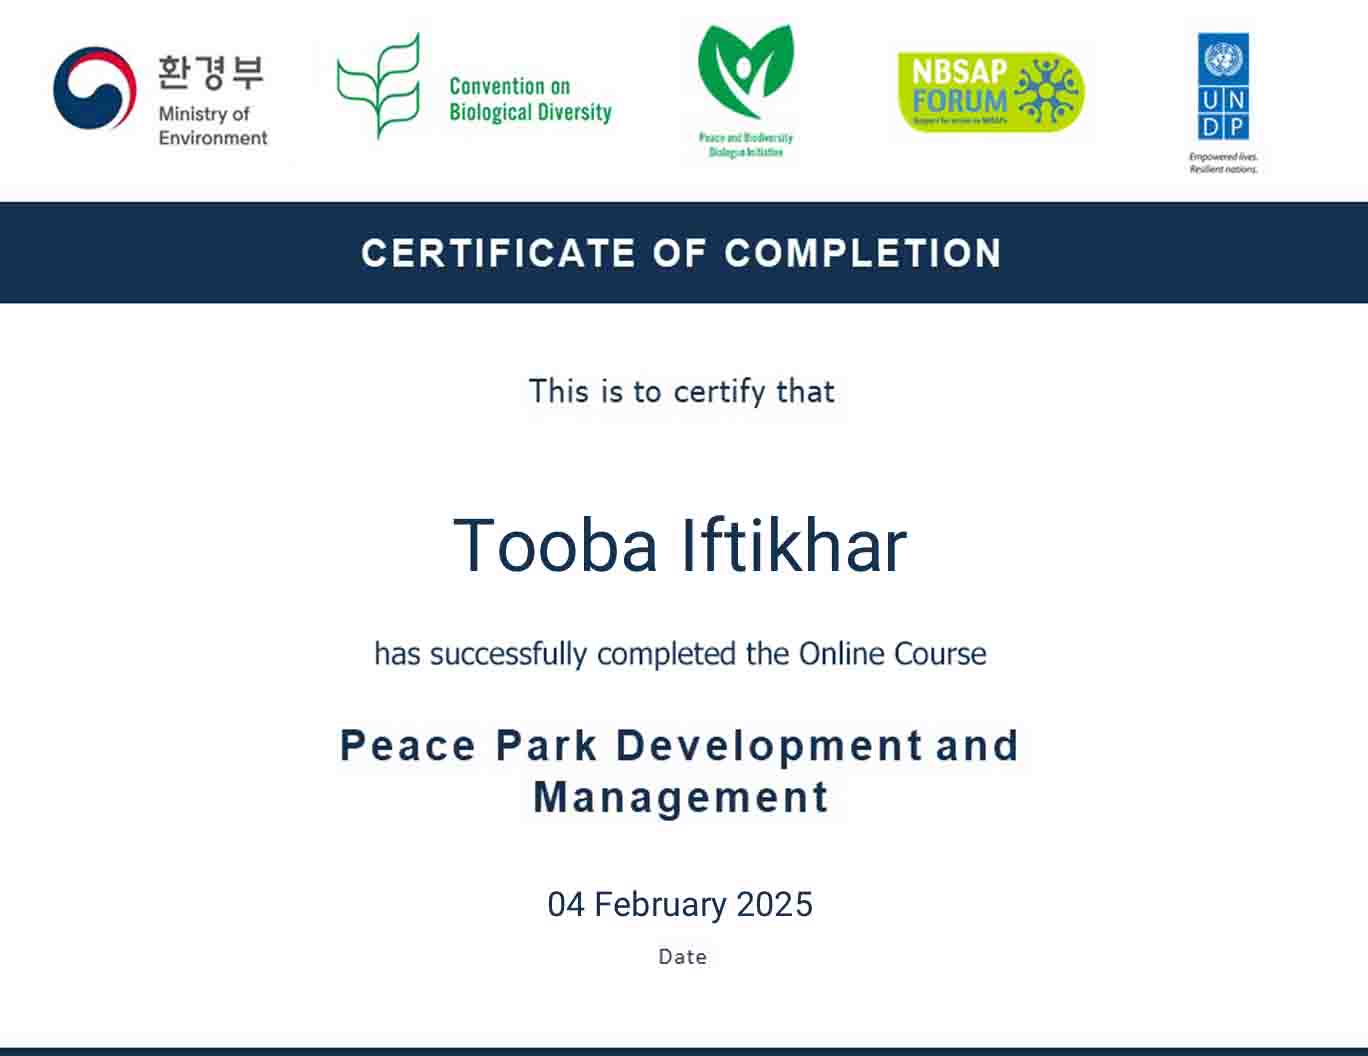 환경부
Ministry of
Environment
Convention on
Biological Diversity
Peace and Biodiversity
Dialogue Initiative
NBSAP
FORUM
Support for action on NBSAPs
U N
D P
Empowered lives.
Resilient nations.
CERTIFICATE OF COMPLETION
This is to certify that
Tooba Iftikhar
has successfully completed the Online Course
Peace Park Development and
Management
04 February 2025
Date